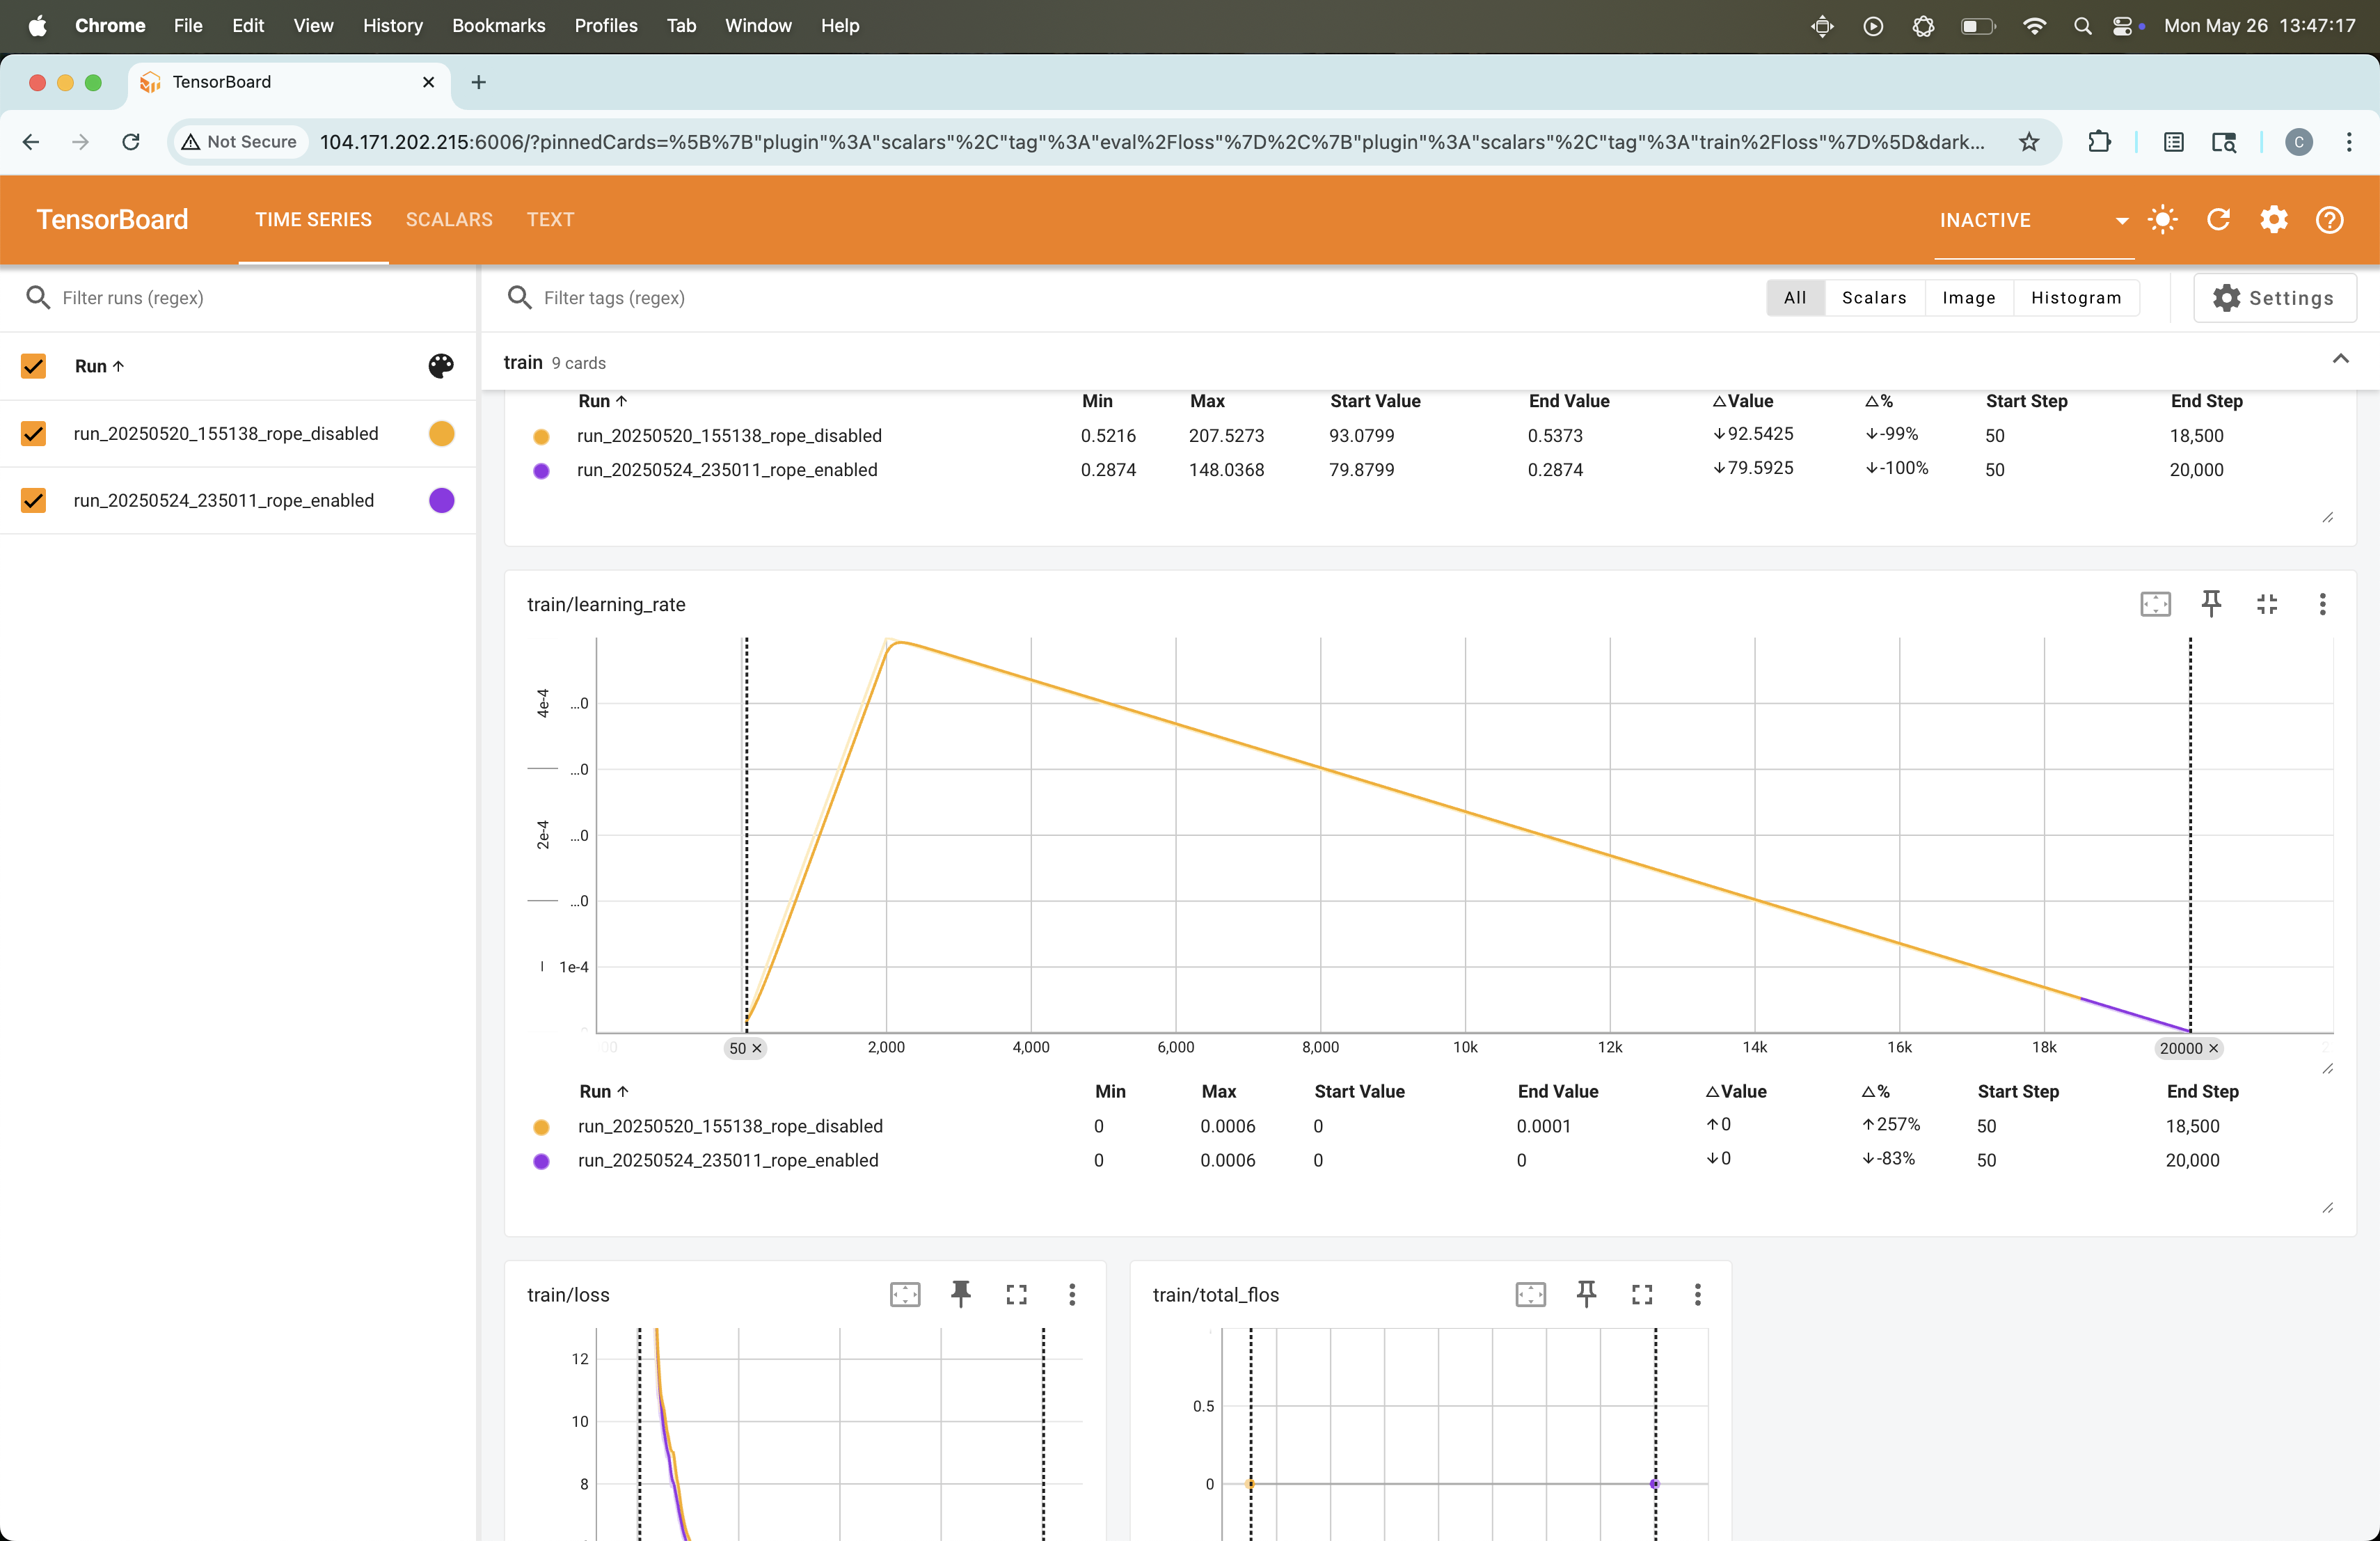 Chrome File Edit View History Bookmarks Profiles Tab Window Help Mon May 26 13:47:17
TensorBoard
Not Secure 104.171.202.215:6006/?pinnedCards=%5B%7B"plugin"%3A"scalars"%2C"tag"%3A"eval%2Floss"%7D%2C%7B"plugin"%3A"scalars"%2C"tag"%3A"train%2Floss"%7D%5D&dark... C
TensorBoard TIME SERIES SCALARS TEXT INACTIVE
Filter runs (regex)
Run ↑
run_20250520_155138_rope_disabled
run_20250524_235011_rope_enabled
Filter tags (regex) All Scalars Image Histogram Settings
train 9 cards
Run ↑ Min Max Start Value End Value △Value △% Start Step End Step
run_20250520_155138_rope_disabled 0.5216 207.5273 93.0799 0.5373 ↓92.5425 ↓-99% 50 18,500
run_20250524_235011_rope_enabled 0.2874 148.0368 79.8799 0.2874 ↓79.5925 ↓-100% 50 20,000
train/learning_rate
4e-4 ...0
...0
2e-4 ...0
...0
1e-4
50 × 2,000 4,000 6,000 8,000 10k 12k 14k 16k 18k 20000 ×
Run ↑ Min Max Start Value End Value △Value △% Start Step End Step
run_20250520_155138_rope_disabled 0 0.0006 0 0.0001 ↑0 ↑257% 50 18,500
run_20250524_235011_rope_enabled 0 0.0006 0 0 ↓0 ↓-83% 50 20,000
train/loss
12
10
8
train/total_flos
0.5
0